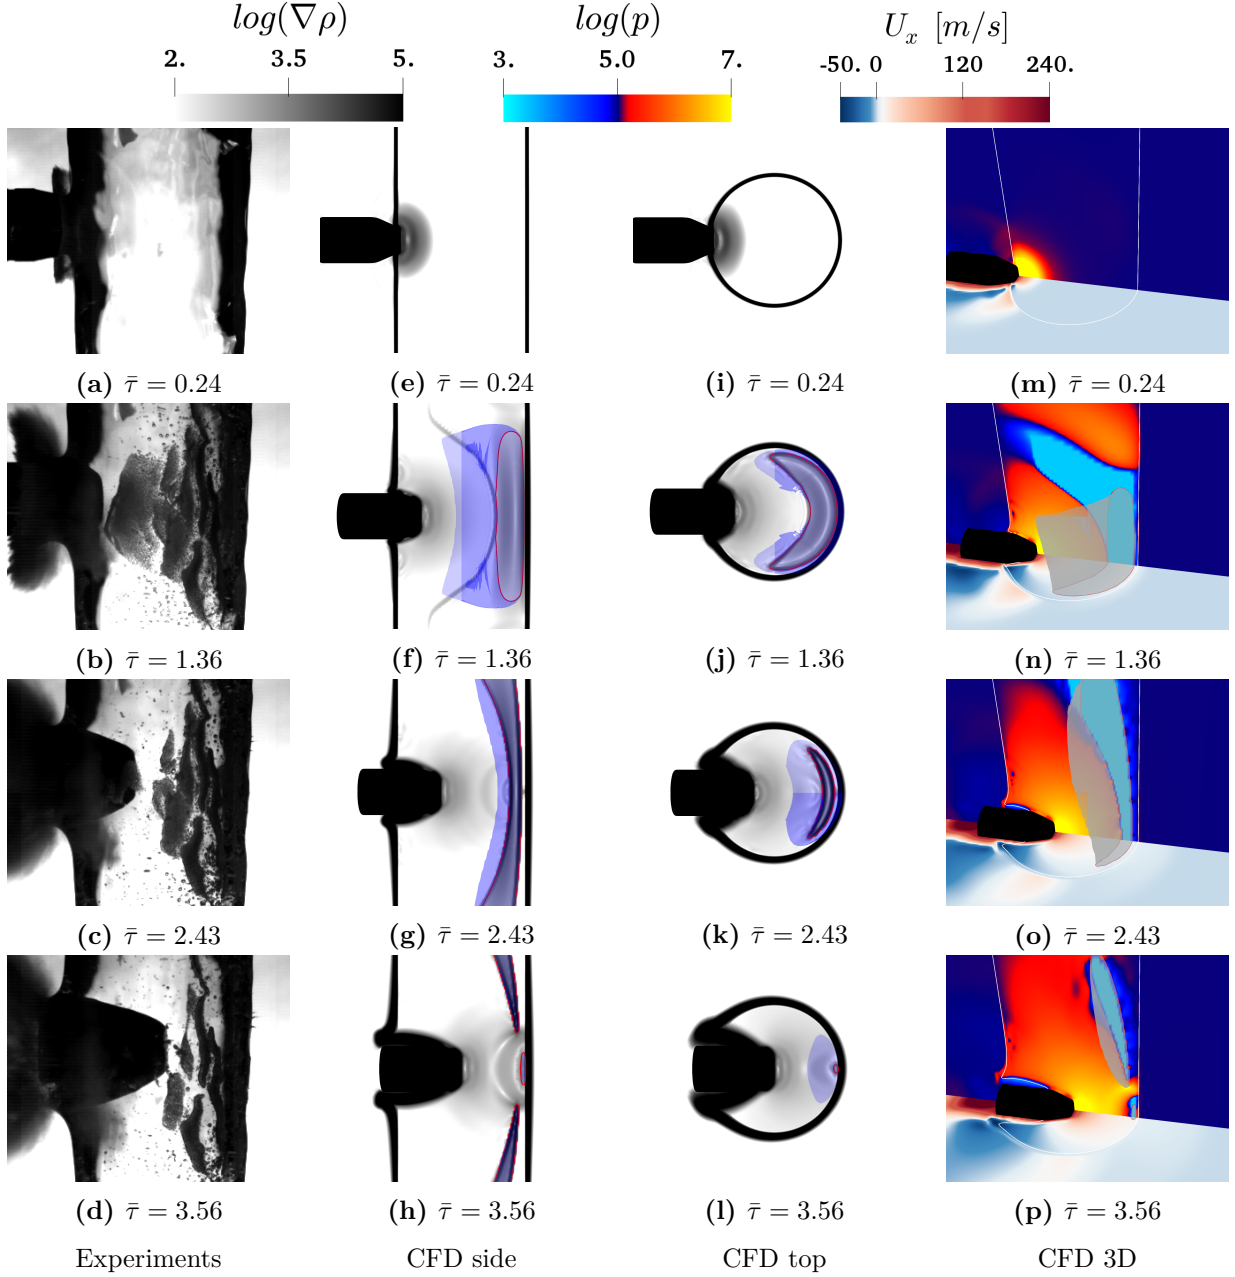 log(∇ρ) log(p) U_x [m/s]
2. 3.5 5. 3. 5.0 7. -50. 0 120 240.
(a) τ̄ = 0.24 (e) τ̄ = 0.24 (i) τ̄ = 0.24 (m) τ̄ = 0.24
(b) τ̄ = 1.36 (f) τ̄ = 1.36 (j) τ̄ = 1.36 (n) τ̄ = 1.36
(c) τ̄ = 2.43 (g) τ̄ = 2.43 (k) τ̄ = 2.43 (o) τ̄ = 2.43
(d) τ̄ = 3.56 (h) τ̄ = 3.56 (l) τ̄ = 3.56 (p) τ̄ = 3.56
Experiments CFD side CFD top CFD 3D